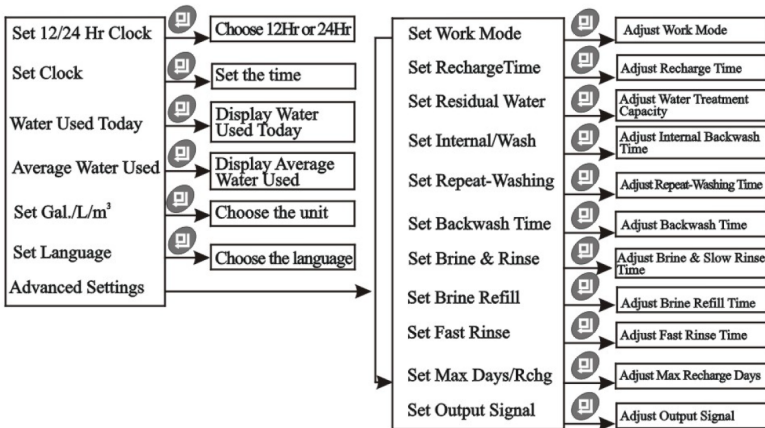 Set 12/24 Hr Clock
Choose 12Hr or 24Hr
Set Clock
Set the time
Water Used Today
Display Water
Used Today
Average Water Used
Display Average
Water Used
Set Gal./L/m³
Choose the unit
Set Language
Choose the language
Advanced Settings
Set Work Mode
Adjust Work Mode
Set RechargeTime
Adjust Recharge Time
Set Residual Water
Adjust Water Treatment
Capacity
Set Internal/Wash
Adjust Internal Backwash
Time
Set Repeat-Washing
Adjust Repeat-Washing Time
Set Backwash Time
Adjust Backwash Time
Set Brine & Rinse
Adjust Brine & Slow Rinse
Time
Set Brine Refill
Adjust Brine Refill Time
Set Fast Rinse
Adjust Fast Rinse Time
Set Max Days/Rchg
Adjust Max Recharge Days
Set Output Signal
Adjust Output Signal